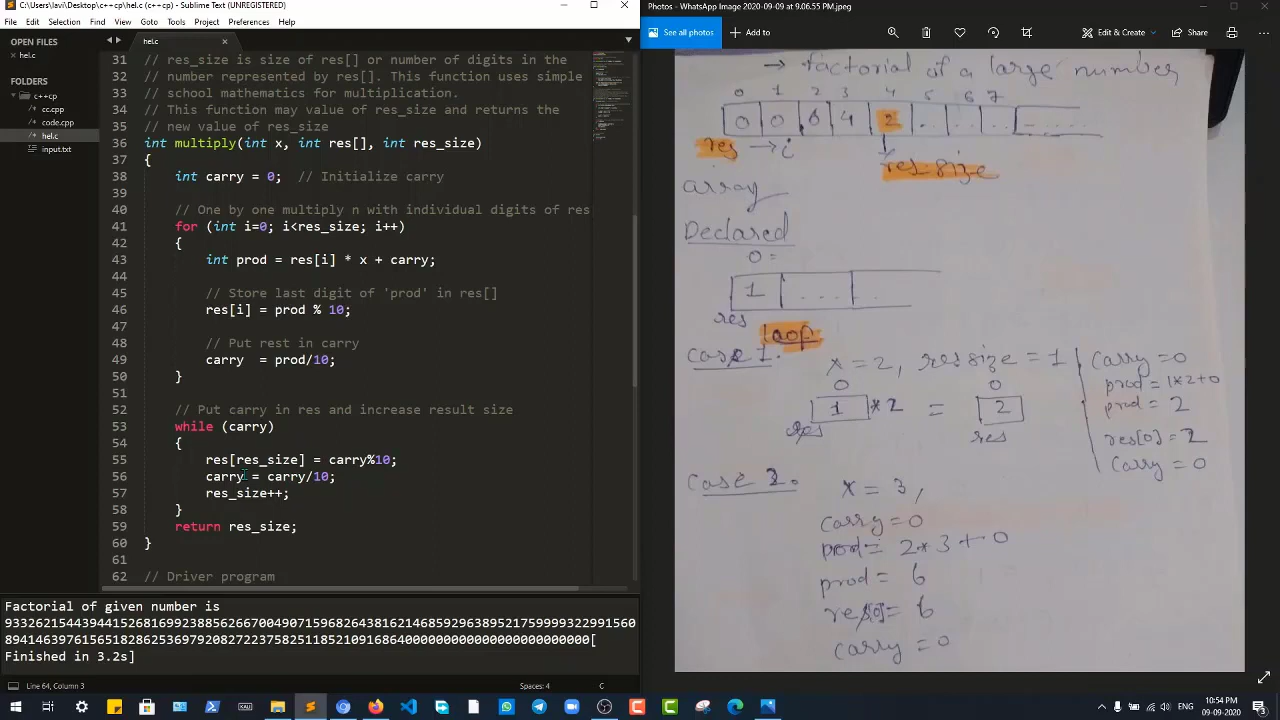 C:\Users\lavi\Desktop\c++cp\hel.c (c++cp) - Sublime Text (UNREGISTERED)
File Edit Selection Find View Goto Tools Project Preferences Help
OPEN FILES
× hel.c
FOLDERS
c++cp
cc.cpp
code.cpp
hel.c
input.txt
hel.c ×
31 // res_size is size of res[] or number of digits in the
32 // number represented by res[]. This function uses simple
33 // school mathematics for multiplication.
34 // This function may value of res_size and returns the
35 // new value of res_size
36 int multiply(int x, int res[], int res_size)
37 {
38 int carry = 0;  // Initialize carry
39
40 // One by one multiply n with individual digits of res
41 for (int i=0; i<res_size; i++)
42 {
43 int prod = res[i] * x + carry;
44
45 // Store last digit of 'prod' in res[]
46 res[i] = prod % 10;
47
48 // Put rest in carry
49 carry  = prod/10;
50 }
51
52 // Put carry in res and increase result size
53 while (carry)
54 {
55 res[res_size] = carry%10;
56 carry = carry/10;
57 res_size++;
58 }
59 return res_size;
60 }
61
62 // Driver program
Factorial of given number is
93326215443944152681699238856266700490715968264381621468592963895217599993229915608941463976156518286253697920827223758251185210916864000000000000000000000000[
Finished in 3.2s]
Line 64, Column 3 Spaces: 4 C
Photos - WhatsApp Image 2020-09-09 at 9.06.55 PM.jpeg
See all photos + Add to Edit & Create Share
→ factorial of a large number
0 2 3 4 5 6 7
0 0 6 4 2
res → i
res size
array
Declared
0 =
1
res
loop
case 1. x = 2, res size = 1 carry = 0
0 0 prod = 1*2+0
1 *2 = 2 prod = 2
res res res[0] = 2
carry = 0
case 2. x = 3,
carry = 0
prod = 2*3+0
prod = 6
res[0] = 6
carry = 0
10:54 PM
09-09-2020